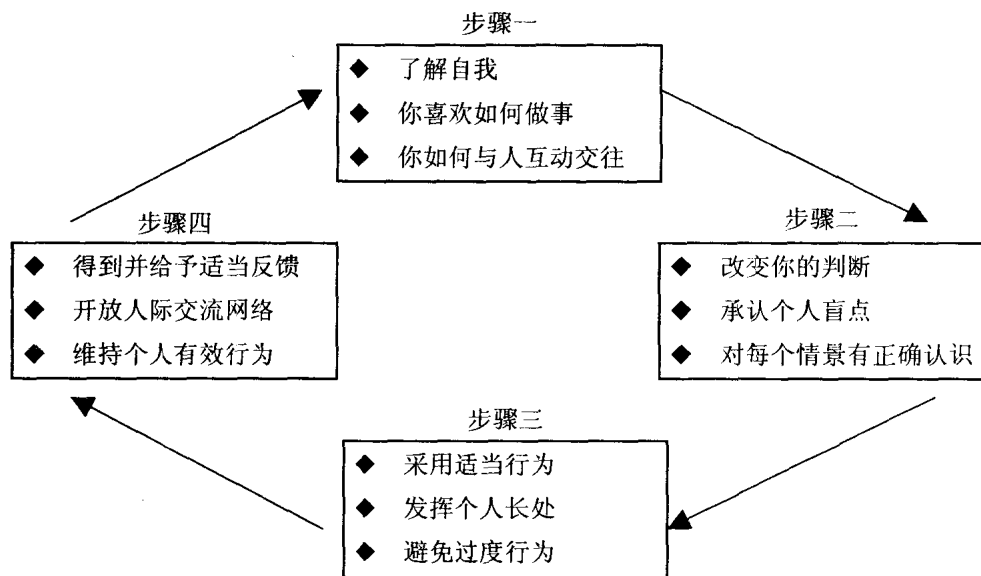 步骤一
◆ 了解自我
◆ 你喜欢如何做事
◆ 你如何与人互动交往
步骤二
◆ 改变你的判断
◆ 承认个人盲点
◆ 对每个情景有正确认识
步骤三
◆ 采用适当行为
◆ 发挥个人长处
◆ 避免过度行为
步骤四
◆ 得到并给予适当反馈
◆ 开放人际交流网络
◆ 维持个人有效行为